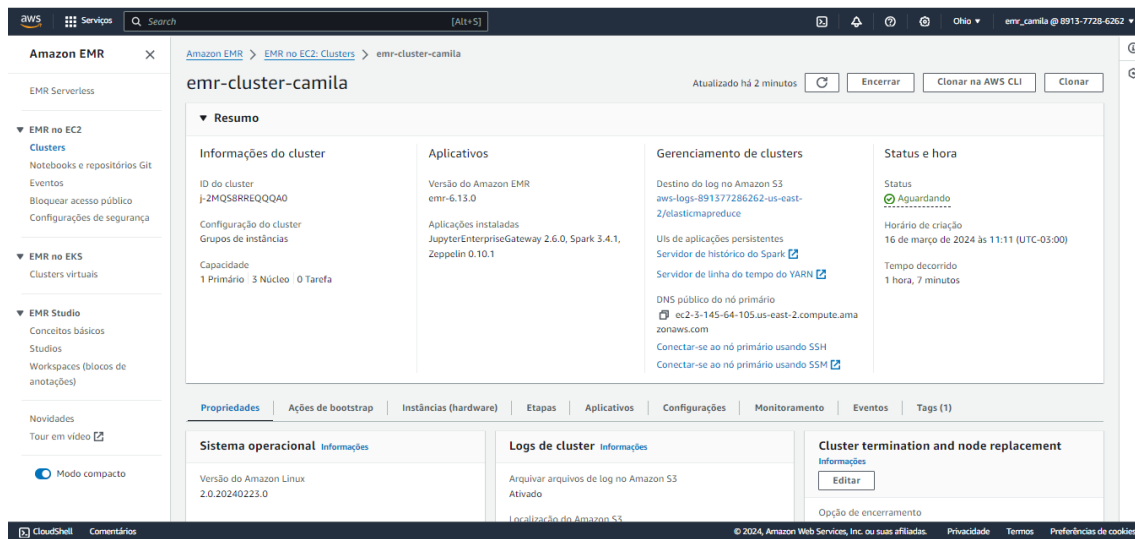 aws
Serviços
Search
[Alt+S]
Ohio
emr_camila @ 8913-7728-6262
Amazon EMR
EMR Serverless
EMR no EC2
Clusters
Notebooks e repositórios Git
Eventos
Bloquear acesso público
Configurações de segurança
EMR no EKS
Clusters virtuais
EMR Studio
Conceitos básicos
Studios
Workspaces (blocos de
anotações)
Novidades
Tour em vídeo
Modo compacto
Amazon EMR > EMR no EC2: Clusters > emr-cluster-camila
emr-cluster-camila
Atualizado há 2 minutos
Encerrar
Clonar na AWS CLI
Clonar
Resumo
Informações do cluster
ID do cluster
j-2MQS8RREQQQA0
Configuração do cluster
Grupos de instâncias
Capacidade
1 Primário | 3 Núcleo | 0 Tarefa
Aplicativos
Versão do Amazon EMR
emr-6.13.0
Aplicações instaladas
JupyterEnterpriseGateway 2.6.0, Spark 3.4.1,
Zeppelin 0.10.1
Gerenciamento de clusters
Destino do log no Amazon S3
aws-logs-891377286262-us-east-
2/elasticmapreduce
UIs de aplicações persistentes
Servidor de histórico do Spark
Servidor de linha do tempo do YARN
DNS público do nó primário
ec2-3-145-64-105.us-east-2.compute.ama
zonaws.com
Conectar-se ao nó primário usando SSH
Conectar-se ao nó primário usando SSM
Status e hora
Status
Aguardando
Horário de criação
16 de março de 2024 às 11:11 (UTC-03:00)
Tempo decorrido
1 hora, 7 minutos
Propriedades
Ações de bootstrap
Instâncias (hardware)
Etapas
Aplicativos
Configurações
Monitoramento
Eventos
Tags (1)
Sistema operacional Informações
Versão do Amazon Linux
2.0.20240223.0
Logs de cluster Informações
Arquivar arquivos de log no Amazon S3
Ativado
Localização do Amazon S3
Cluster termination and node replacement
Informações
Editar
Opção de encerramento
CloudShell
Comentários
© 2024, Amazon Web Services, Inc. ou suas afiliadas.
Privacidade
Termos
Preferências de cookies